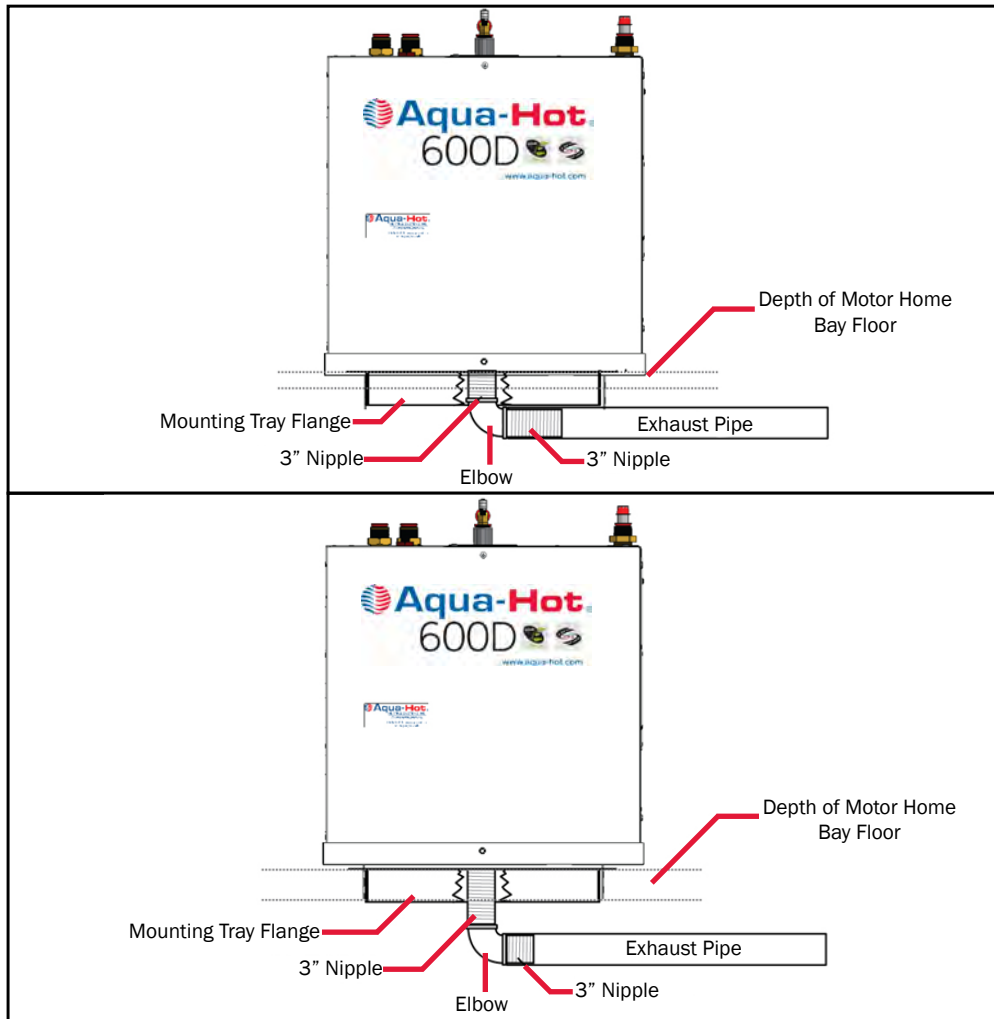 Aqua-Hot
600D
www.aqua-hot.com
Aqua-Hot
Depth of Motor Home
Bay Floor
Mounting Tray Flange
3” Nipple
Exhaust Pipe
3” Nipple
Elbow
Aqua-Hot
600D
www.aqua-hot.com
Aqua-Hot
Depth of Motor Home
Bay Floor
Mounting Tray Flange
3” Nipple
Exhaust Pipe
3” Nipple
Elbow